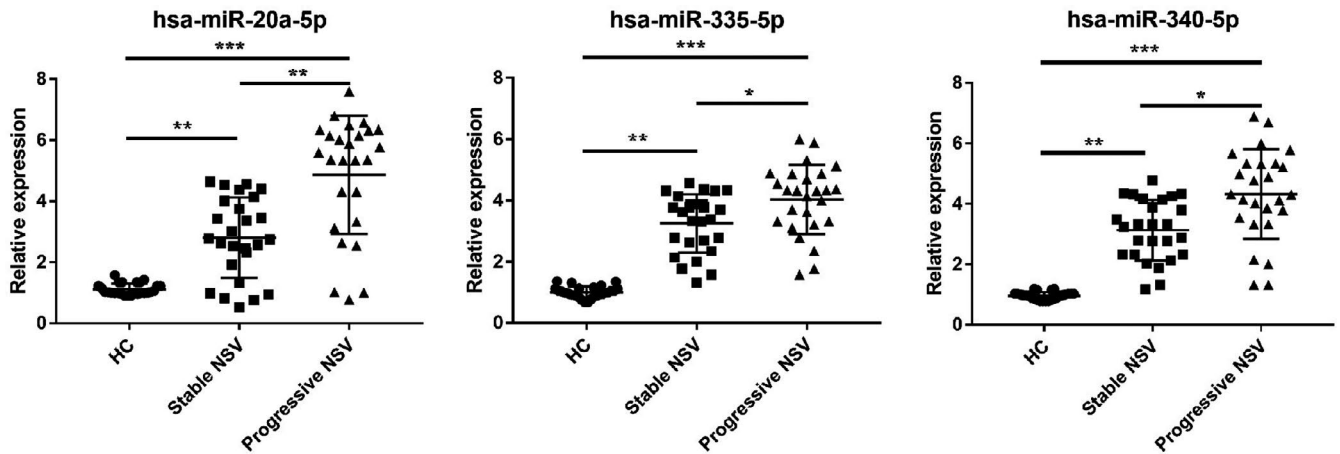 hsa-miR-20a-5p
***
**
**
Relative expression
8
6
4
2
0
HC
Stable NSV
Progressive NSV
hsa-miR-335-5p
***
*
**
Relative expression
8
6
4
2
0
HC
Stable NSV
Progressive NSV
hsa-miR-340-5p
***
*
**
Relative expression
8
6
4
2
0
HC
Stable NSV
Progressive NSV